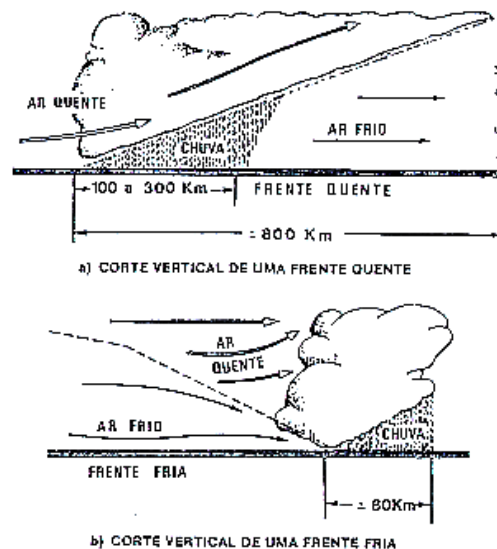 AR QUENTE
CHUVA
AR FRIO
100 a 300 Km
FRENTE QUENTE
± 800 Km
a) CORTE VERTICAL DE UMA FRENTE QUENTE
AR
QUENTE
AR FRIO
CHUVA
FRENTE FRIA
± 80Km
b) CORTE VERTICAL DE UMA FRENTE FRIA